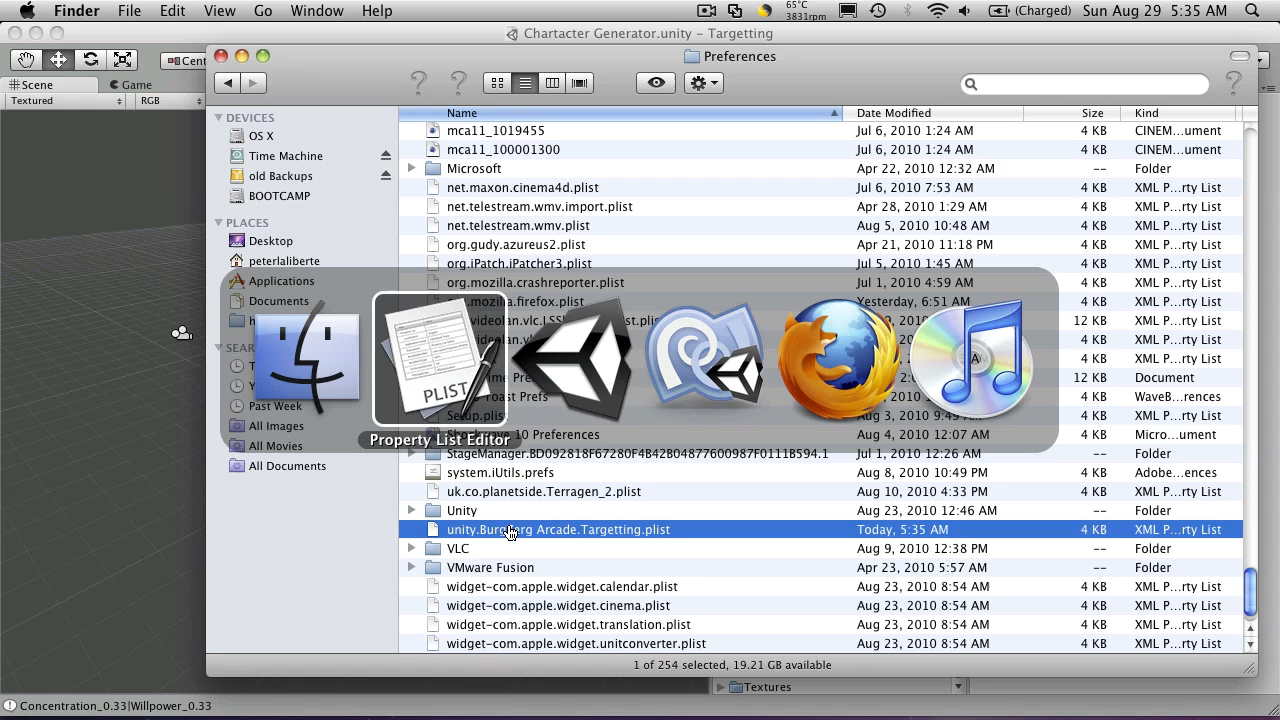 Finder File Edit View Go Window Help
65°C
3831rpm
(Charged) Sun Aug 29 5:35 AM
Chartacter Generator.unity - Targetting
Preferences
Cent
Scene Game
Textured RGB
Name Date Modified Size Kind
DEVICES
OS X
Time Machine
old Backups
BOOTCAMP
PLACES
Desktop
peterlaliberte
Applications
Documents
Past Week
All Images
All Movies
All Documents
mca11_1019455 Jul 6, 2010 1:24 AM 4 KB CINEM...ument
mca11_100001300 Jul 6, 2010 1:24 AM 4 KB CINEM...ument
Microsoft Apr 22, 2010 12:32 AM -- Folder
net.maxon.cinema4d.plist Jul 6, 2010 7:53 AM 4 KB XML P...rty List
net.telestream.wmv.import.plist Apr 28, 2010 1:29 AM 4 KB XML P...rty List
net.telestream.wmv.plist Aug 5, 2010 10:48 AM 4 KB XML P...rty List
org.gudy.azureus2.plist Apr 21, 2010 11:18 PM 4 KB XML P...rty List
org.iPatch.iPatcher3.plist Jul 5, 2010 1:45 AM 4 KB XML P...rty List
org.mozilla.crashreporter.plist Jul 1, 2010 4:59 AM 4 KB XML P...rty List
.mozilla.firefox.plist Yesterday, 6:51 AM 4 KB XML P...rty List
12 KB XML P...rty List
4 KB XML P...rty List
4 KB XML P...rty List
12 KB Document
4 KB WaveB...rences
Aug 3, 2010 9:49 4 KB XML P...rty List
10 Preferences Aug 4, 2010 12:07 AM 4 KB Micro...ument
StageManager.BD092818F67280F4B42B04877600987F0111B594.1 Jul 1, 2010 12:26 AM -- Folder
system.iUtils.prefs Aug 8, 2010 10:49 PM 4 KB Adobe...ences
uk.co.planetside.Terragen_2.plist Aug 10, 2010 4:33 PM 4 KB XML P...rty List
Unity Aug 23, 2010 12:46 AM -- Folder
unity.Burgberg Arcade.Targetting.plist Today, 5:35 AM 4 KB XML P...rty List
VLC Aug 9, 2010 12:38 PM -- Folder
VMware Fusion Apr 23, 2010 5:57 AM -- Folder
widget-com.apple.widget.calendar.plist Aug 23, 2010 8:54 AM 4 KB XML P...rty List
widget-com.apple.widget.cinema.plist Aug 23, 2010 8:54 AM 4 KB XML P...rty List
widget-com.apple.widget.translation.plist Aug 23, 2010 8:54 AM 4 KB XML P...rty List
widget-com.apple.widget.unitconverter.plist Aug 23, 2010 8:54 AM 4 KB XML P...rty List
PLIST
Property List Editor
1 of 254 selected, 19.21 GB available
Textures
Concentration_0.33|Willpower_0.33